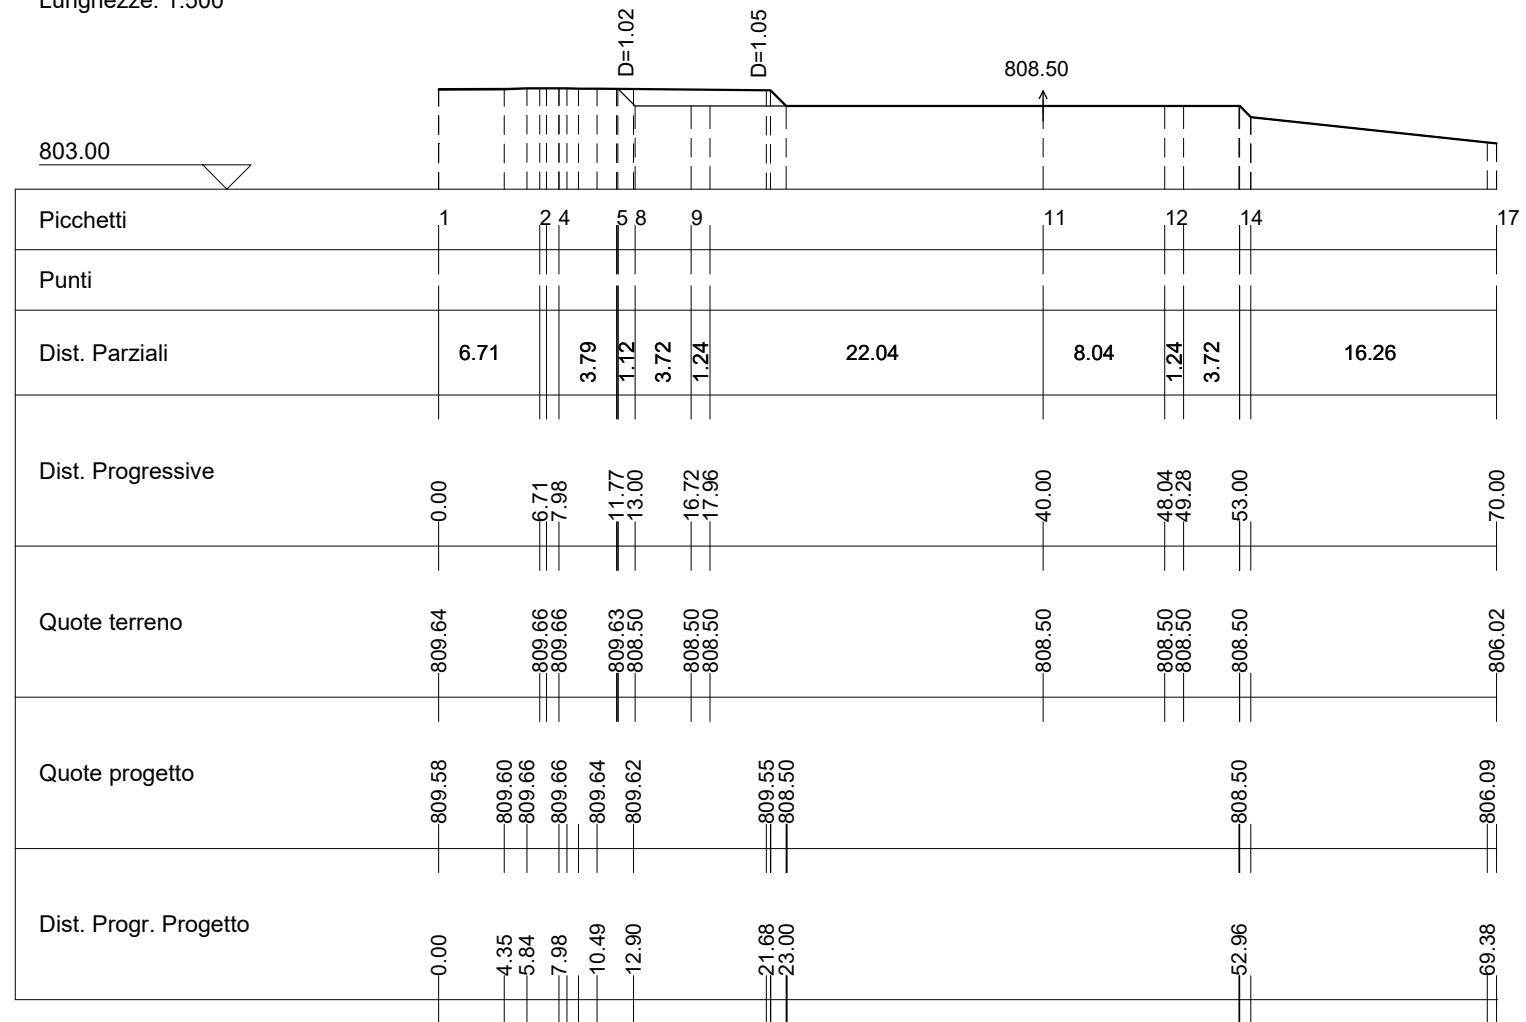 Lunghezze: 1:500
D=1.02
D=1.05
808.50
803.00
Picchetti
1 2 4 5 8 9 11 12 14 17
Punti
Dist. Parziali
6.71 3.79 1.12 3.72 1.24 22.04 8.04 1.24 3.72 16.26
Dist. Progressive
0.00 6.71 7.98 11.77 13.00 16.72 17.96 40.00 48.04 49.28 53.00 70.00
Quote terreno
809.64 809.66 809.66 809.63 808.50 808.50 808.50 808.50 808.50 808.50 808.50 806.02
Quote progetto
809.58 809.60 809.66 809.66 809.64 809.62 809.55 808.50 808.50 806.09
Dist. Progr. Progetto
0.00 4.35 5.84 7.98 10.49 12.90 21.68 23.00 52.96 69.38